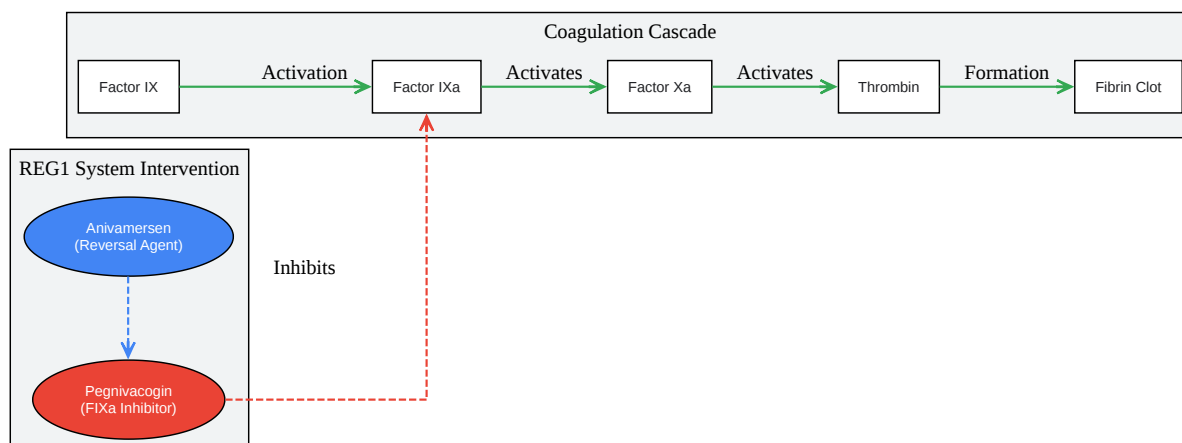 Coagulation Cascade
Factor IX
Activation
Factor IXa
Activates
Factor Xa
Activates
Thrombin
Formation
Fibrin Clot
REG1 System Intervention
Anivamersen
(Reversal Agent)
Inhibits
Pegnivacogin
(FIXa Inhibitor)